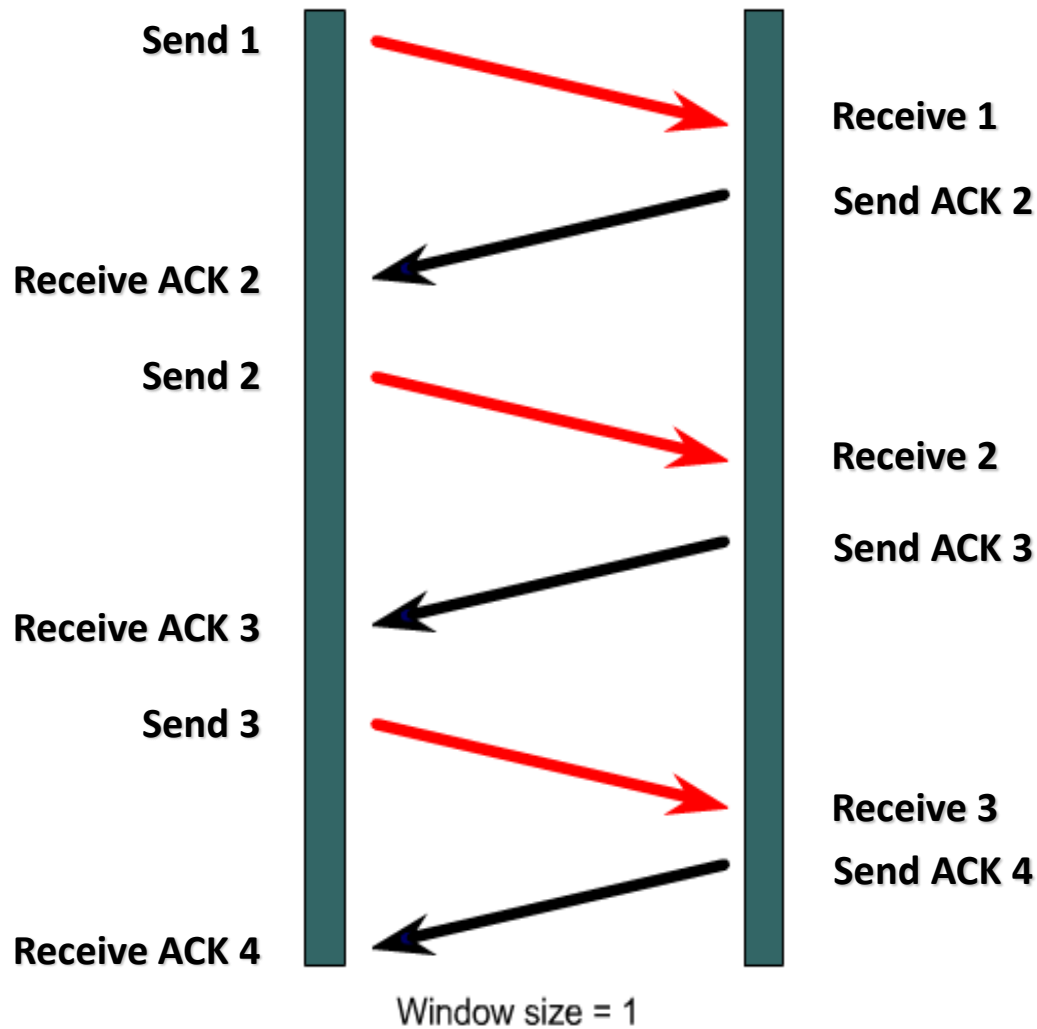 Send 1
Receive 1
Send ACK 2
Receive ACK 2
Send 2
Receive 2
Send ACK 3
Receive ACK 3
Send 3
Receive 3
Send ACK 4
Receive ACK 4
Window size = 1